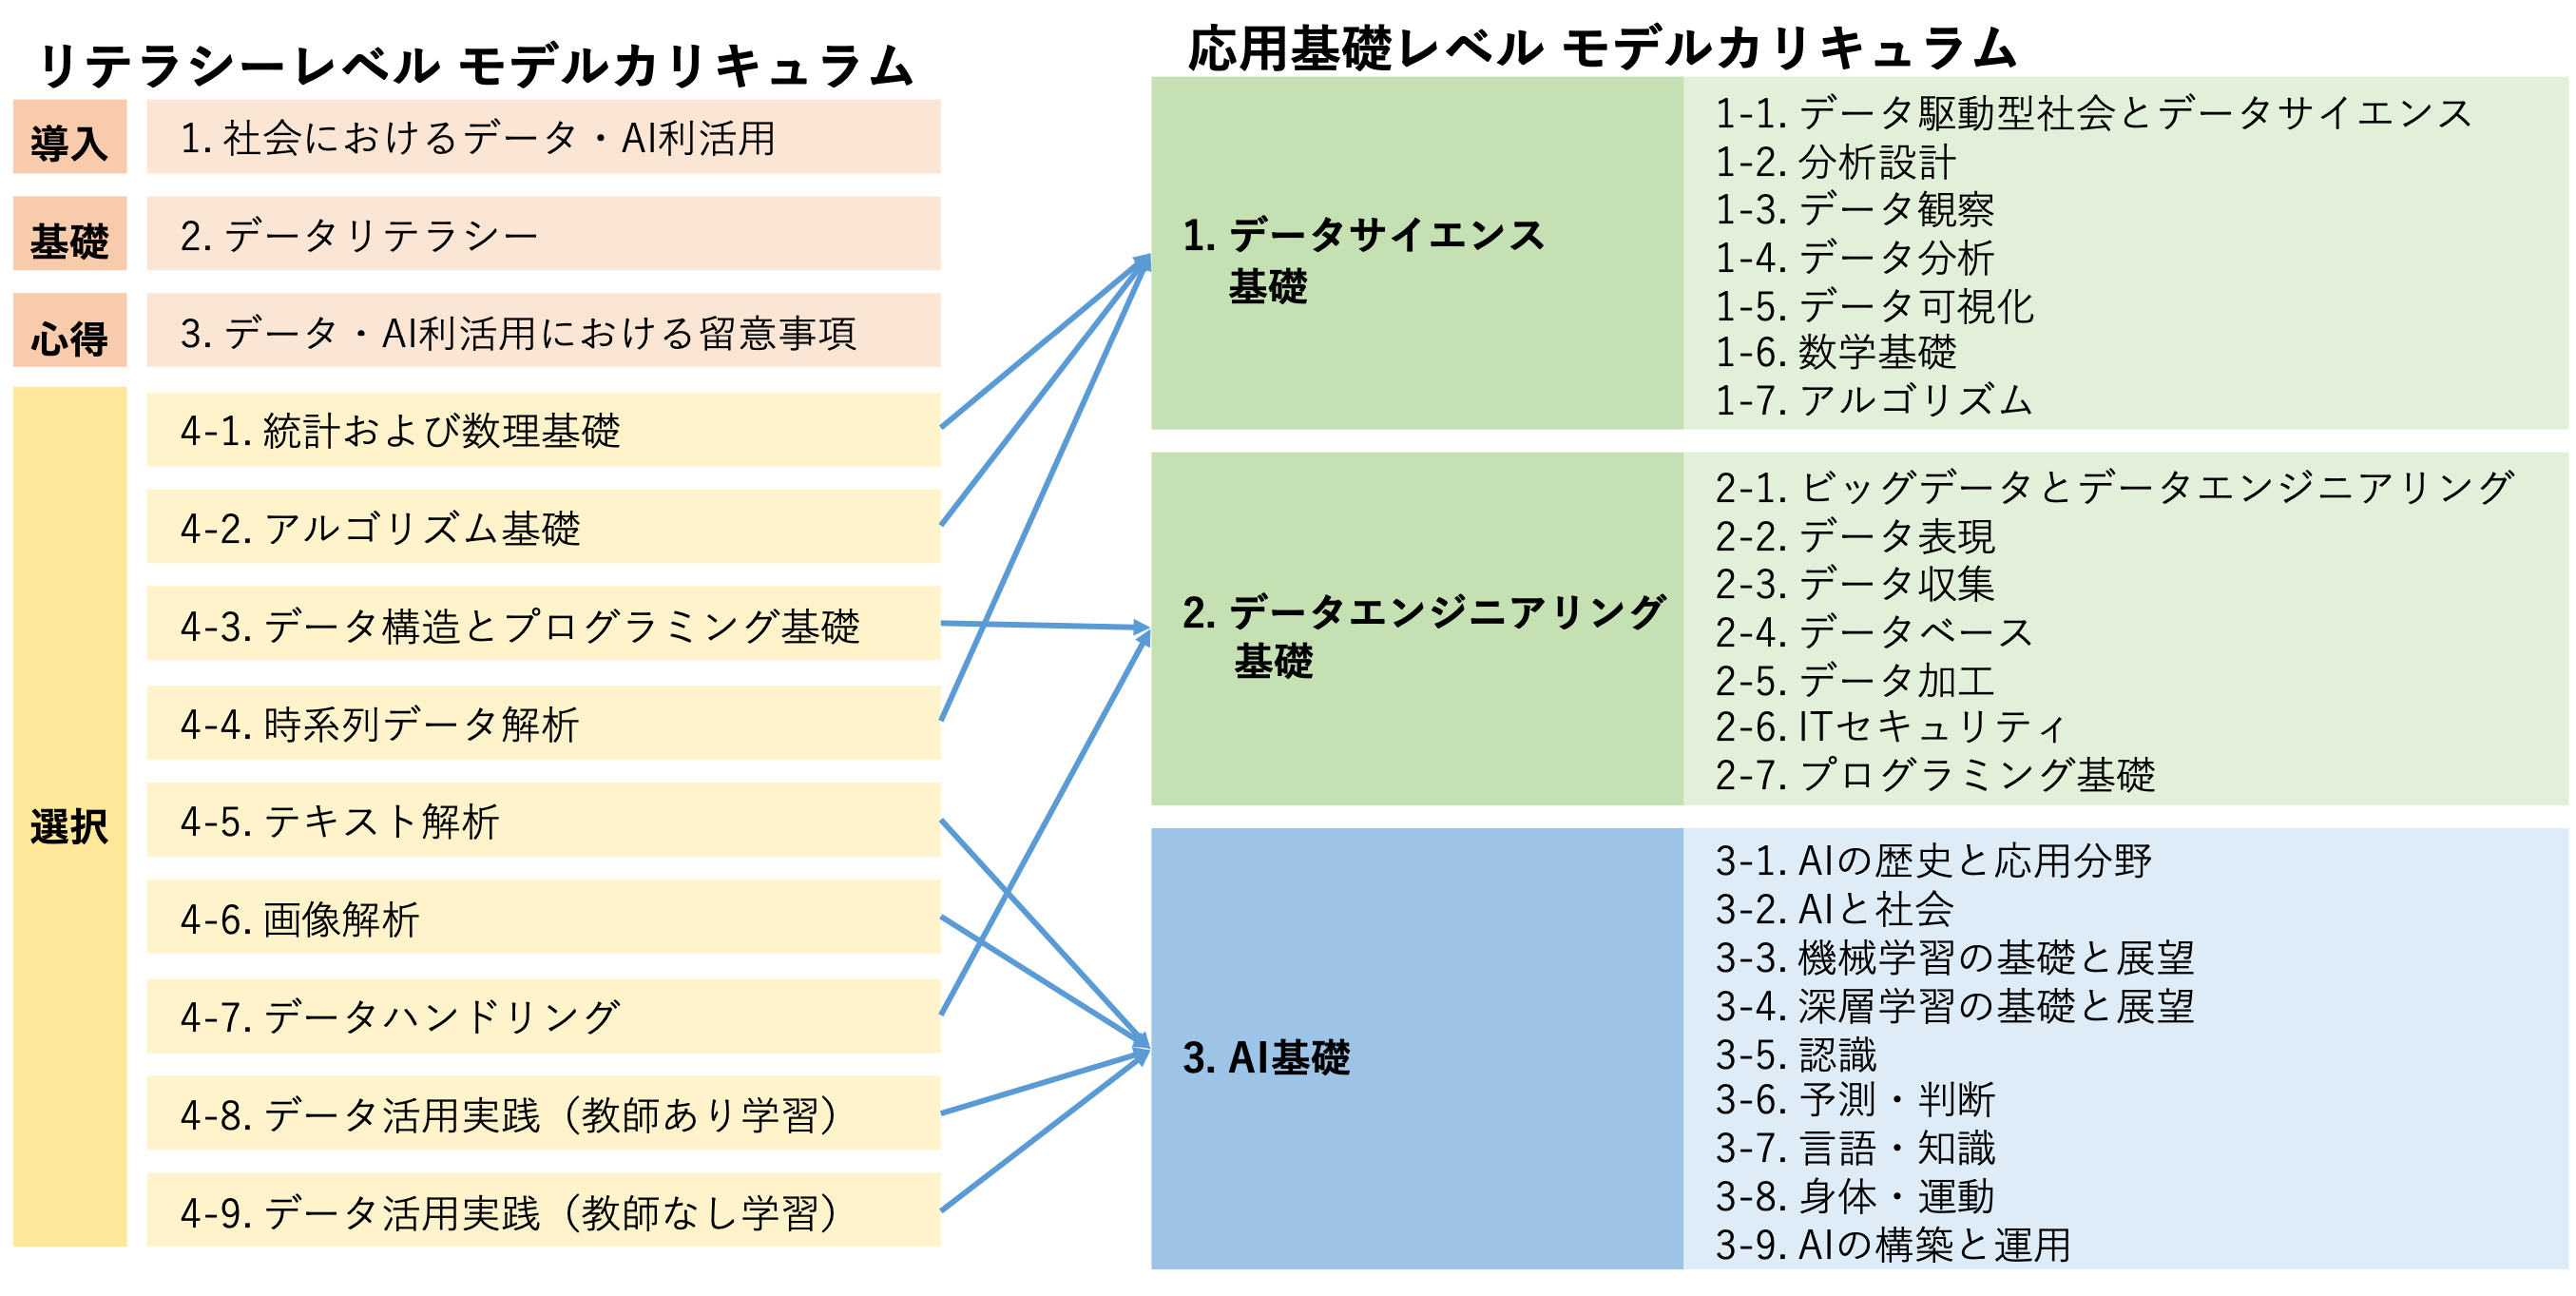 リテラシーレベル モデルカリキュラム
導入
1. 社会におけるデータ・AI利活用
基礎
2. データリテラシー
心得
3. データ・AI利活用における留意事項
選択
4-1. 統計および数理基礎
4-2. アルゴリズム基礎
4-3. データ構造とプログラミング基礎
4-4. 時系列データ解析
4-5. テキスト解析
4-6. 画像解析
4-7. データハンドリング
4-8. データ活用実践（教師あり学習）
4-9. データ活用実践（教師なし学習）
応用基礎レベル モデルカリキュラム
1. データサイエンス
基礎
1-1. データ駆動型社会とデータサイエンス
1-2. 分析設計
1-3. データ観察
1-4. データ分析
1-5. データ可視化
1-6. 数学基礎
1-7. アルゴリズム
2. データエンジニアリング
基礎
2-1. ビッグデータとデータエンジニアリング
2-2. データ表現
2-3. データ収集
2-4. データベース
2-5. データ加工
2-6. ITセキュリティ
2-7. プログラミング基礎
3. AI基礎
3-1. AIの歴史と応用分野
3-2. AIと社会
3-3. 機械学習の基礎と展望
3-4. 深層学習の基礎と展望
3-5. 認識
3-6. 予測・判断
3-7. 言語・知識
3-8. 身体・運動
3-9. AIの構築と運用